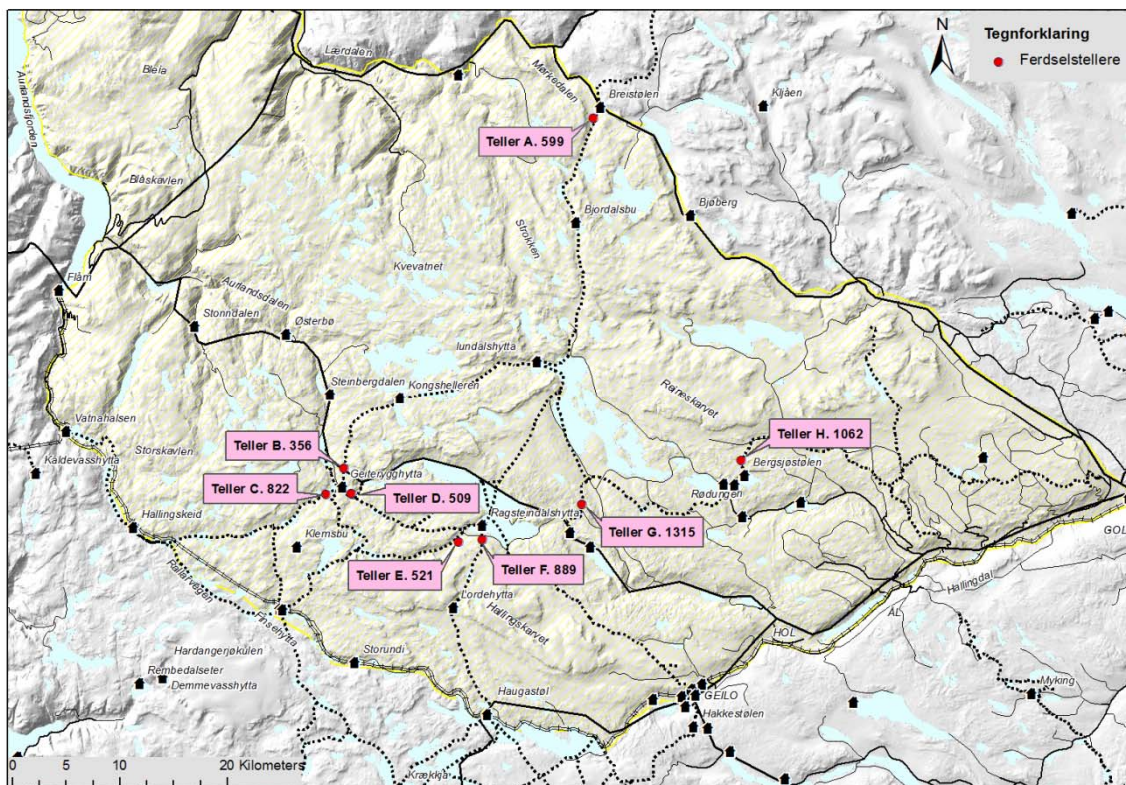 Lærdalen
N
Tegnforklaring
Ferdselstellere
Bleia
Aurlandsfjorden
Mørkedalen
Breistølen
Kljåen
Teller A. 599
Blåskavlen
Bjordalsbu
Bjøberg
Strokken
Kvevatnet
Flåm
Aurlandsdalen
Stonndalen
Østerbø
Iundalshytta
Steinbergdalen
Kongshelleren
Reineskarvet
Vatnahalsen
Storskavlen
Teller B. 356
Teller H. 1062
Kaldevasshytta
Geiterygghytta
Bergsjøstølen
Teller C. 822
Teller D. 509
Rødungen
Hallingskeid
Ragsteindalshytta
Teller G. 1315
GOL
Klemsbu
Teller E. 521
Teller F. 889
Rallarvegen
Lordehytta
Hallingdal
ÅL
Finsehytta
Hallingskarvet
HOL
Hardangerjøkulen
Storundi
Rembedalseter
Demmevasshytta
Haugastøl
GEILO
Myking
Hakkestølen
0 5 10 20 Kilometers
Krækkja